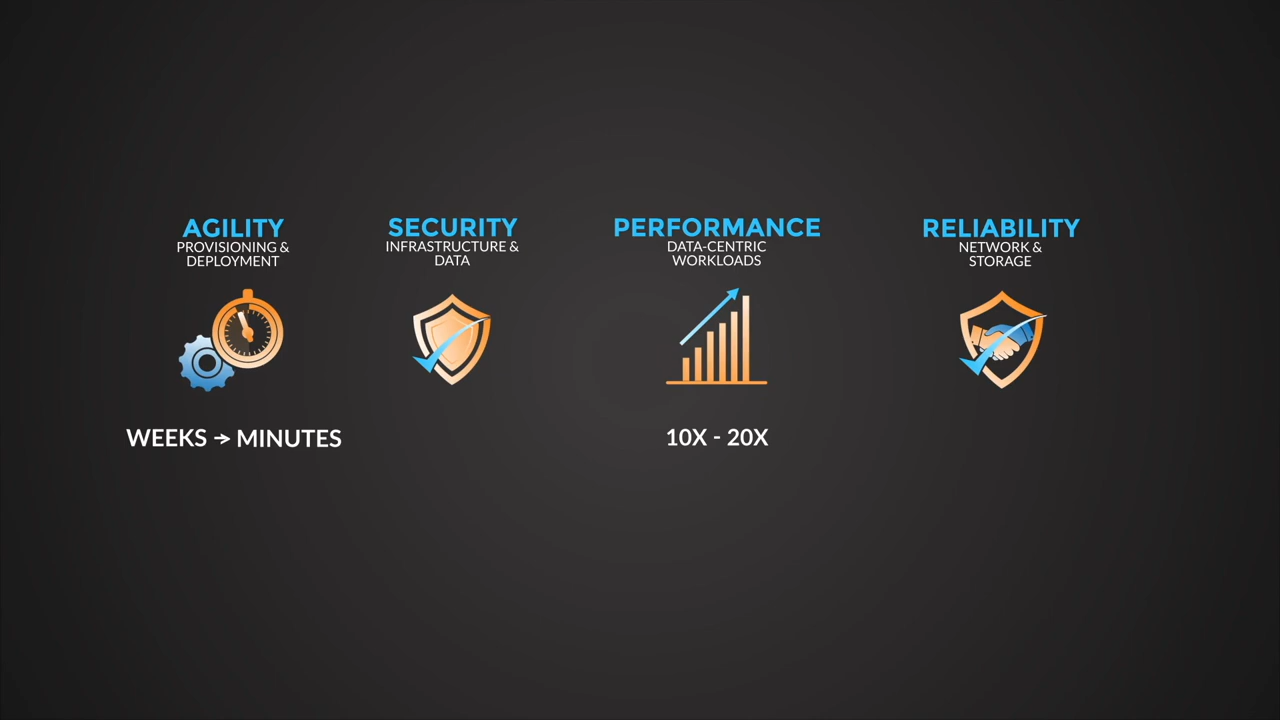 AGILITY
PROVISIONING &
DEPLOYMENT
WEEKS → MINUTES
SECURITY
INFRASTRUCTURE &
DATA
PERFORMANCE
DATA-CENTRIC
WORKLOADS
10X - 20X
RELIABILITY
NETWORK &
STORAGE